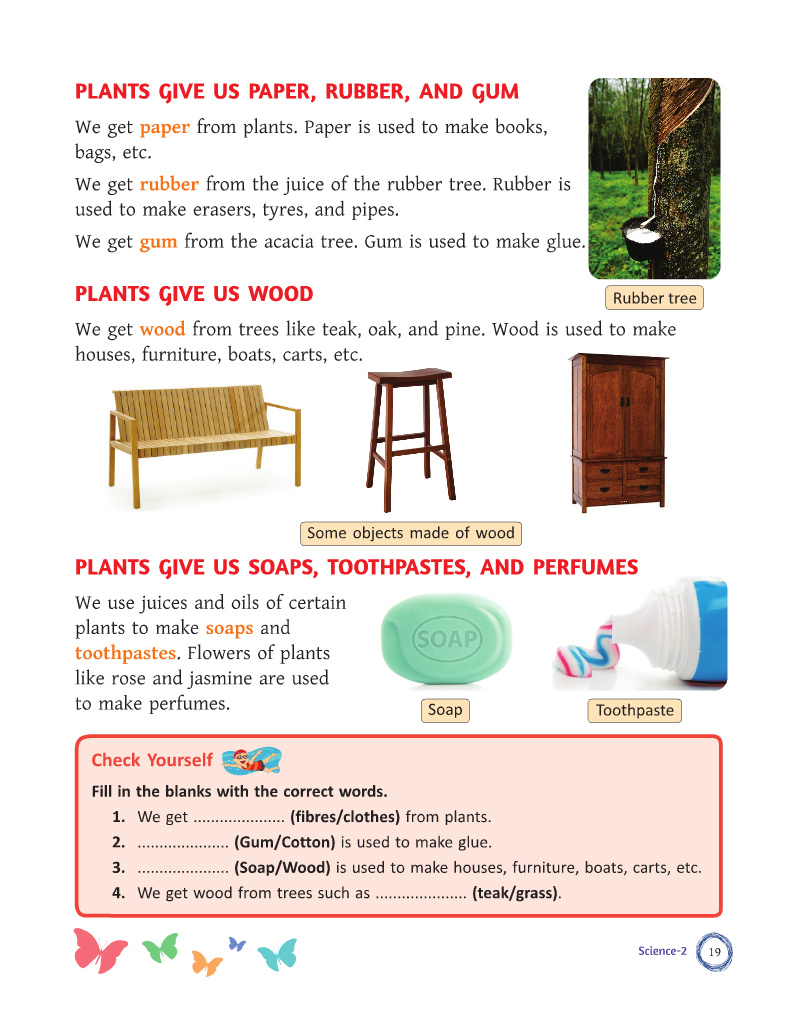 PLANTS GIVE US PAPER, RUBBER, AND GUM
We get paper from plants. Paper is used to make books,
bags, etc.
We get rubber from the juice of the rubber tree. Rubber is
used to make erasers, tyres, and pipes.
We get gum from the acacia tree. Gum is used to make glue.
Rubber tree
PLANTS GIVE US WOOD
We get wood from trees like teak, oak, and pine. Wood is used to make
houses, furniture, boats, carts, etc.
Some objects made of wood
PLANTS GIVE US SOAPS, TOOTHPASTES, AND PERFUMES
We use juices and oils of certain
plants to make soaps and
toothpastes. Flowers of plants
like rose and jasmine are used
to make perfumes.
SOAP
Soap
Toothpaste
Check Yourself
Fill in the blanks with the correct words.
1. We get ..................... (fibres/clothes) from plants.
2. ..................... (Gum/Cotton) is used to make glue.
3. ..................... (Soap/Wood) is used to make houses, furniture, boats, carts, etc.
4. We get wood from trees such as ..................... (teak/grass).
Science-2
19